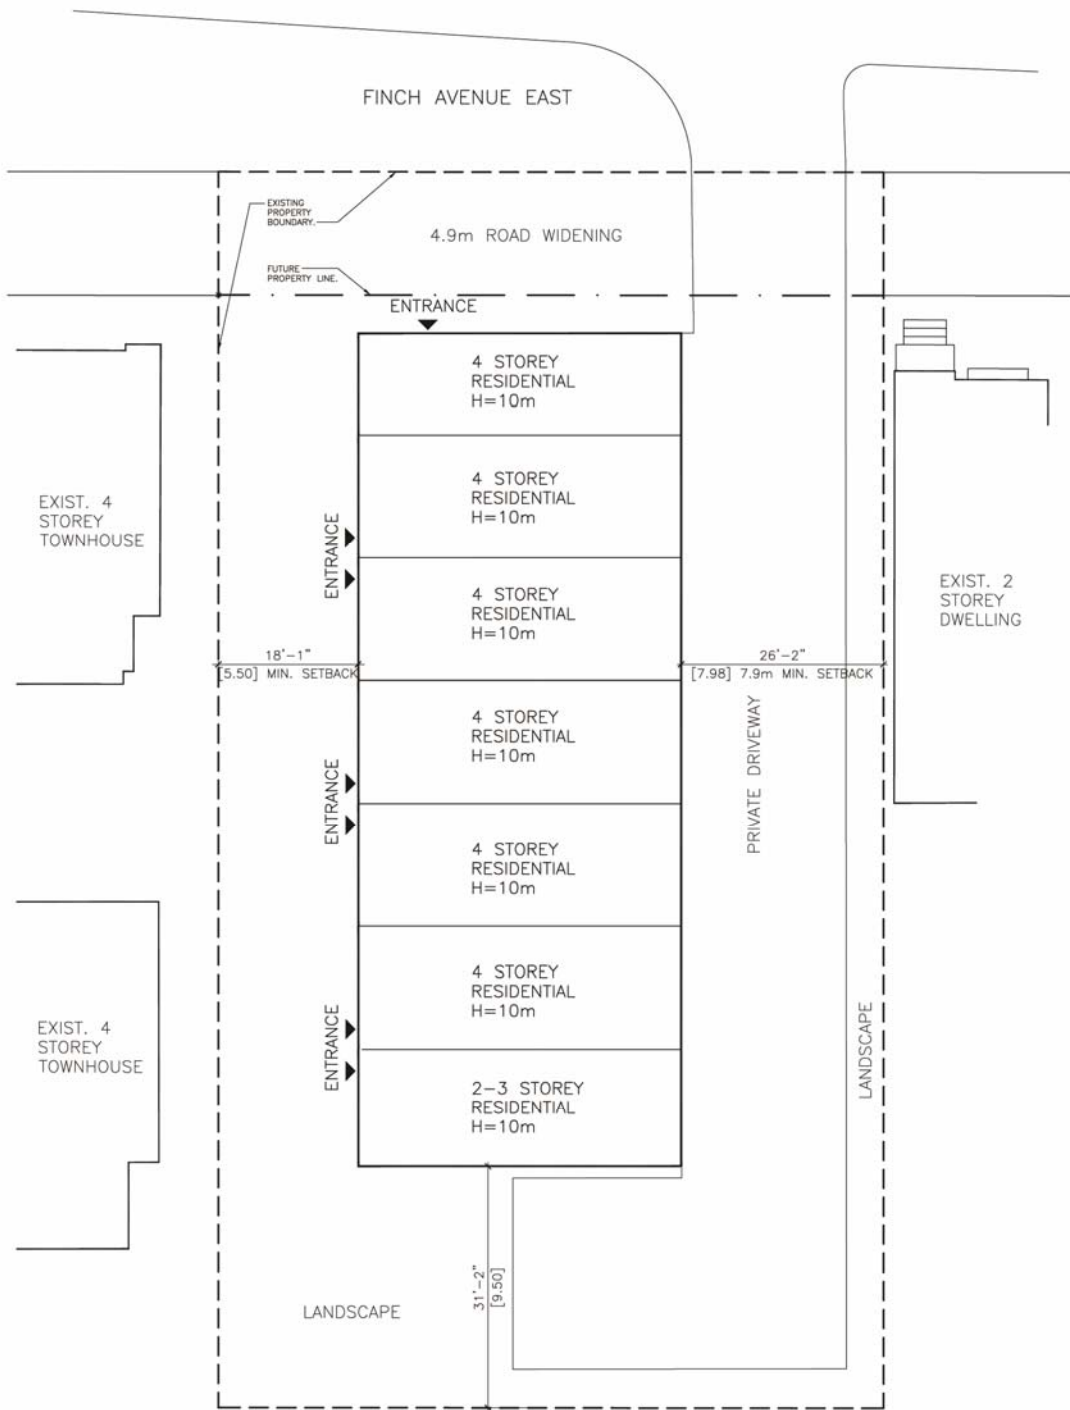 FINCH AVENUE EAST
EXISTING
PROPERTY
BOUNDARY.
4.9m ROAD WIDENING
FUTURE
PROPERTY LINE.
ENTRANCE
4 STOREY
RESIDENTIAL
H=10m
4 STOREY
RESIDENTIAL
H=10m
EXIST. 4
STOREY
TOWNHOUSE
ENTRANCE
ENTRANCE
4 STOREY
RESIDENTIAL
H=10m
EXIST. 2
STOREY
DWELLING
18'-1"
[5.50] MIN. SETBACK
26'-2"
[7.98] 7.9m MIN. SETBACK
4 STOREY
RESIDENTIAL
H=10m
PRIVATE DRIVEWAY
ENTRANCE
ENTRANCE
4 STOREY
RESIDENTIAL
H=10m
4 STOREY
RESIDENTIAL
H=10m
EXIST. 4
STOREY
TOWNHOUSE
ENTRANCE
ENTRANCE
LANDSCAPE
2-3 STOREY
RESIDENTIAL
H=10m
31'-2"
[9.50]
LANDSCAPE